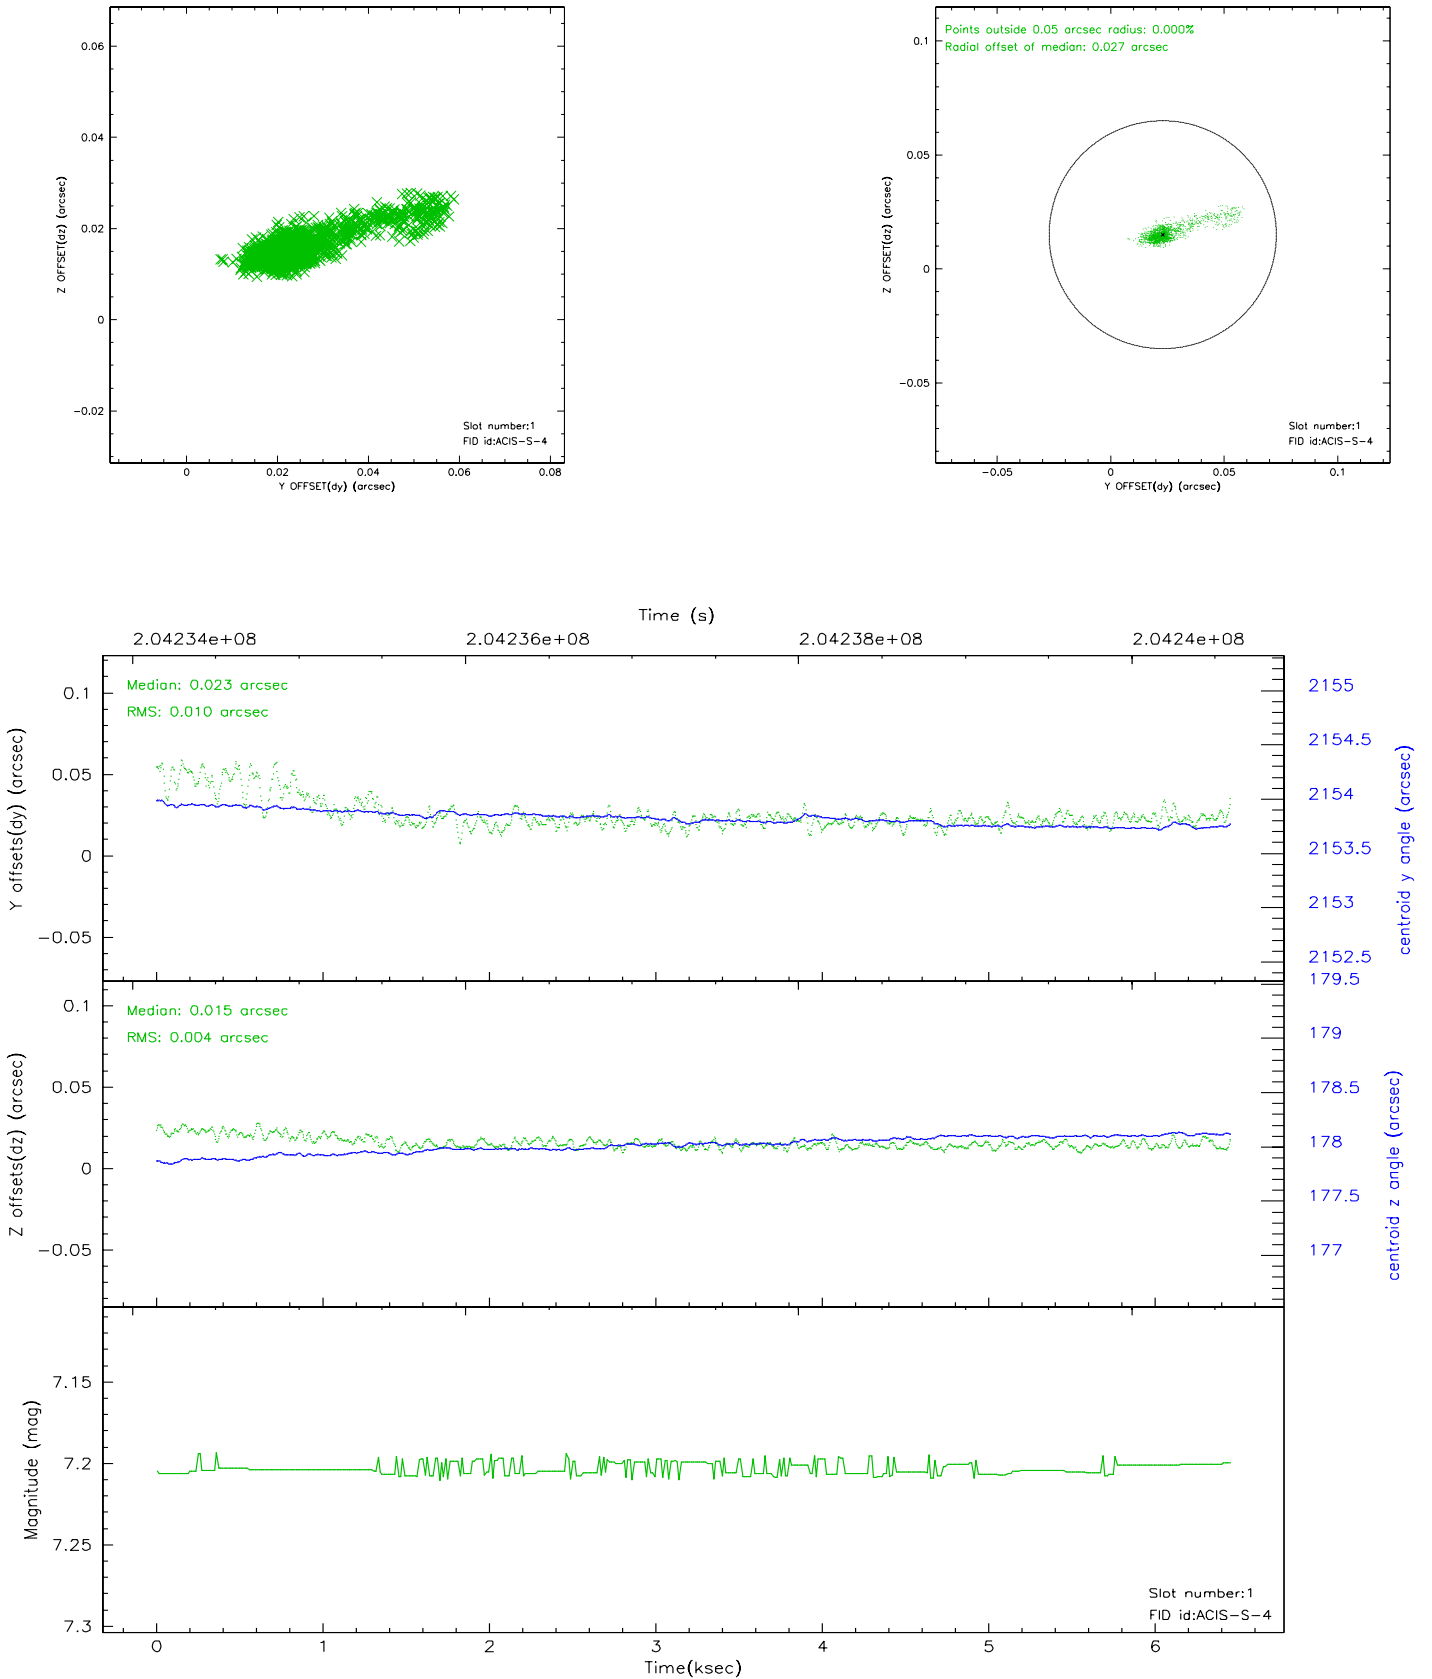 0.06
0.04
0.02
0
−0.02
Z OFFSET(dz) (arcsec)
0
0.02
0.04
0.06
0.08
Y OFFSET(dy) (arcsec)
Slot number:1
FID id:ACIS−S−4
Points outside 0.05 arcsec radius: 0.000%
Radial offset of median: 0.027 arcsec
0.1
0.05
0
−0.05
Z OFFSET(dz) (arcsec)
−0.05
0
0.05
0.1
Y OFFSET(dy) (arcsec)
Slot number:1
FID id:ACIS−S−4
Time (s)
2.04234e+08
2.04236e+08
2.04238e+08
2.0424e+08
Median: 0.023 arcsec
RMS: 0.010 arcsec
0.1
0.05
0
−0.05
Y offsets(dy) (arcsec)
2155
2154.5
2154
2153.5
2153
2152.5
centroid y angle (arcsec)
Median: 0.015 arcsec
RMS: 0.004 arcsec
0.1
0.05
0
−0.05
Z offsets(dz) (arcsec)
179.5
179
178.5
178
177.5
177
centroid z angle (arcsec)
7.15
7.2
7.25
7.3
Magnitude (mag)
Slot number:1
FID id:ACIS−S−4
0
1
2
3
4
5
6
Time(ksec)